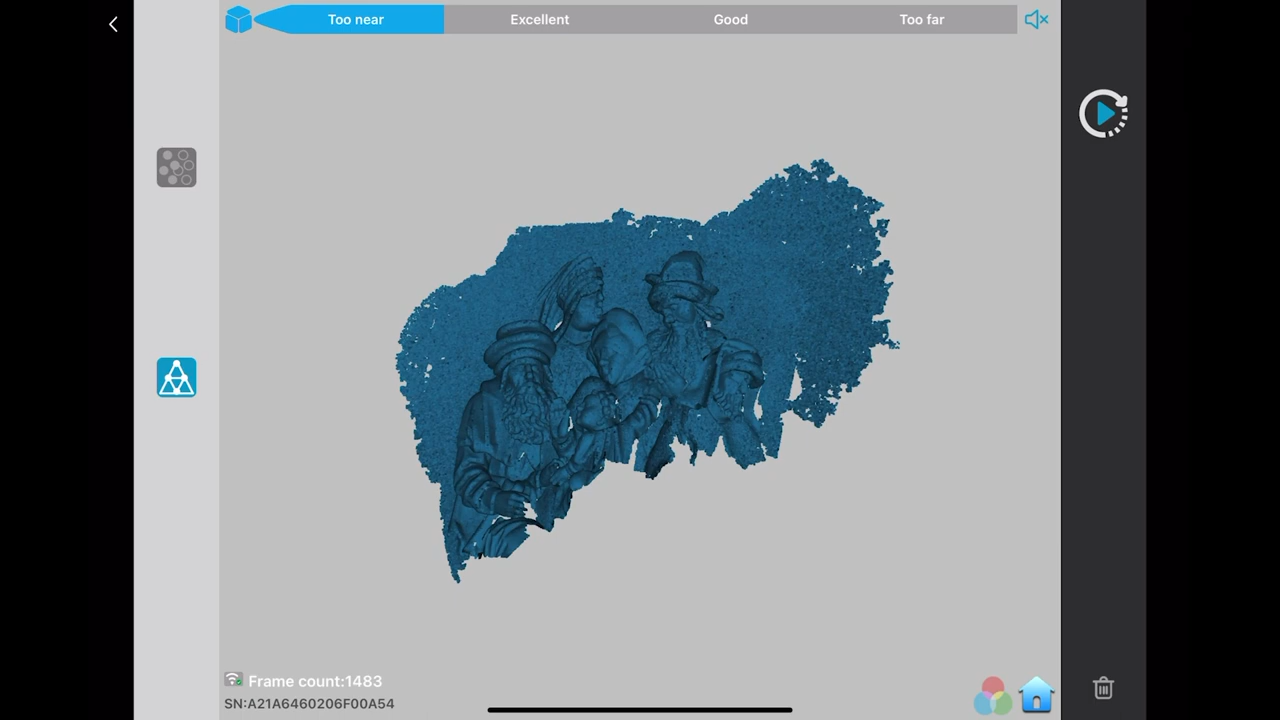 Too near
Excellent
Good
Too far
Frame count:1483
SN:A21A6460206F00A54